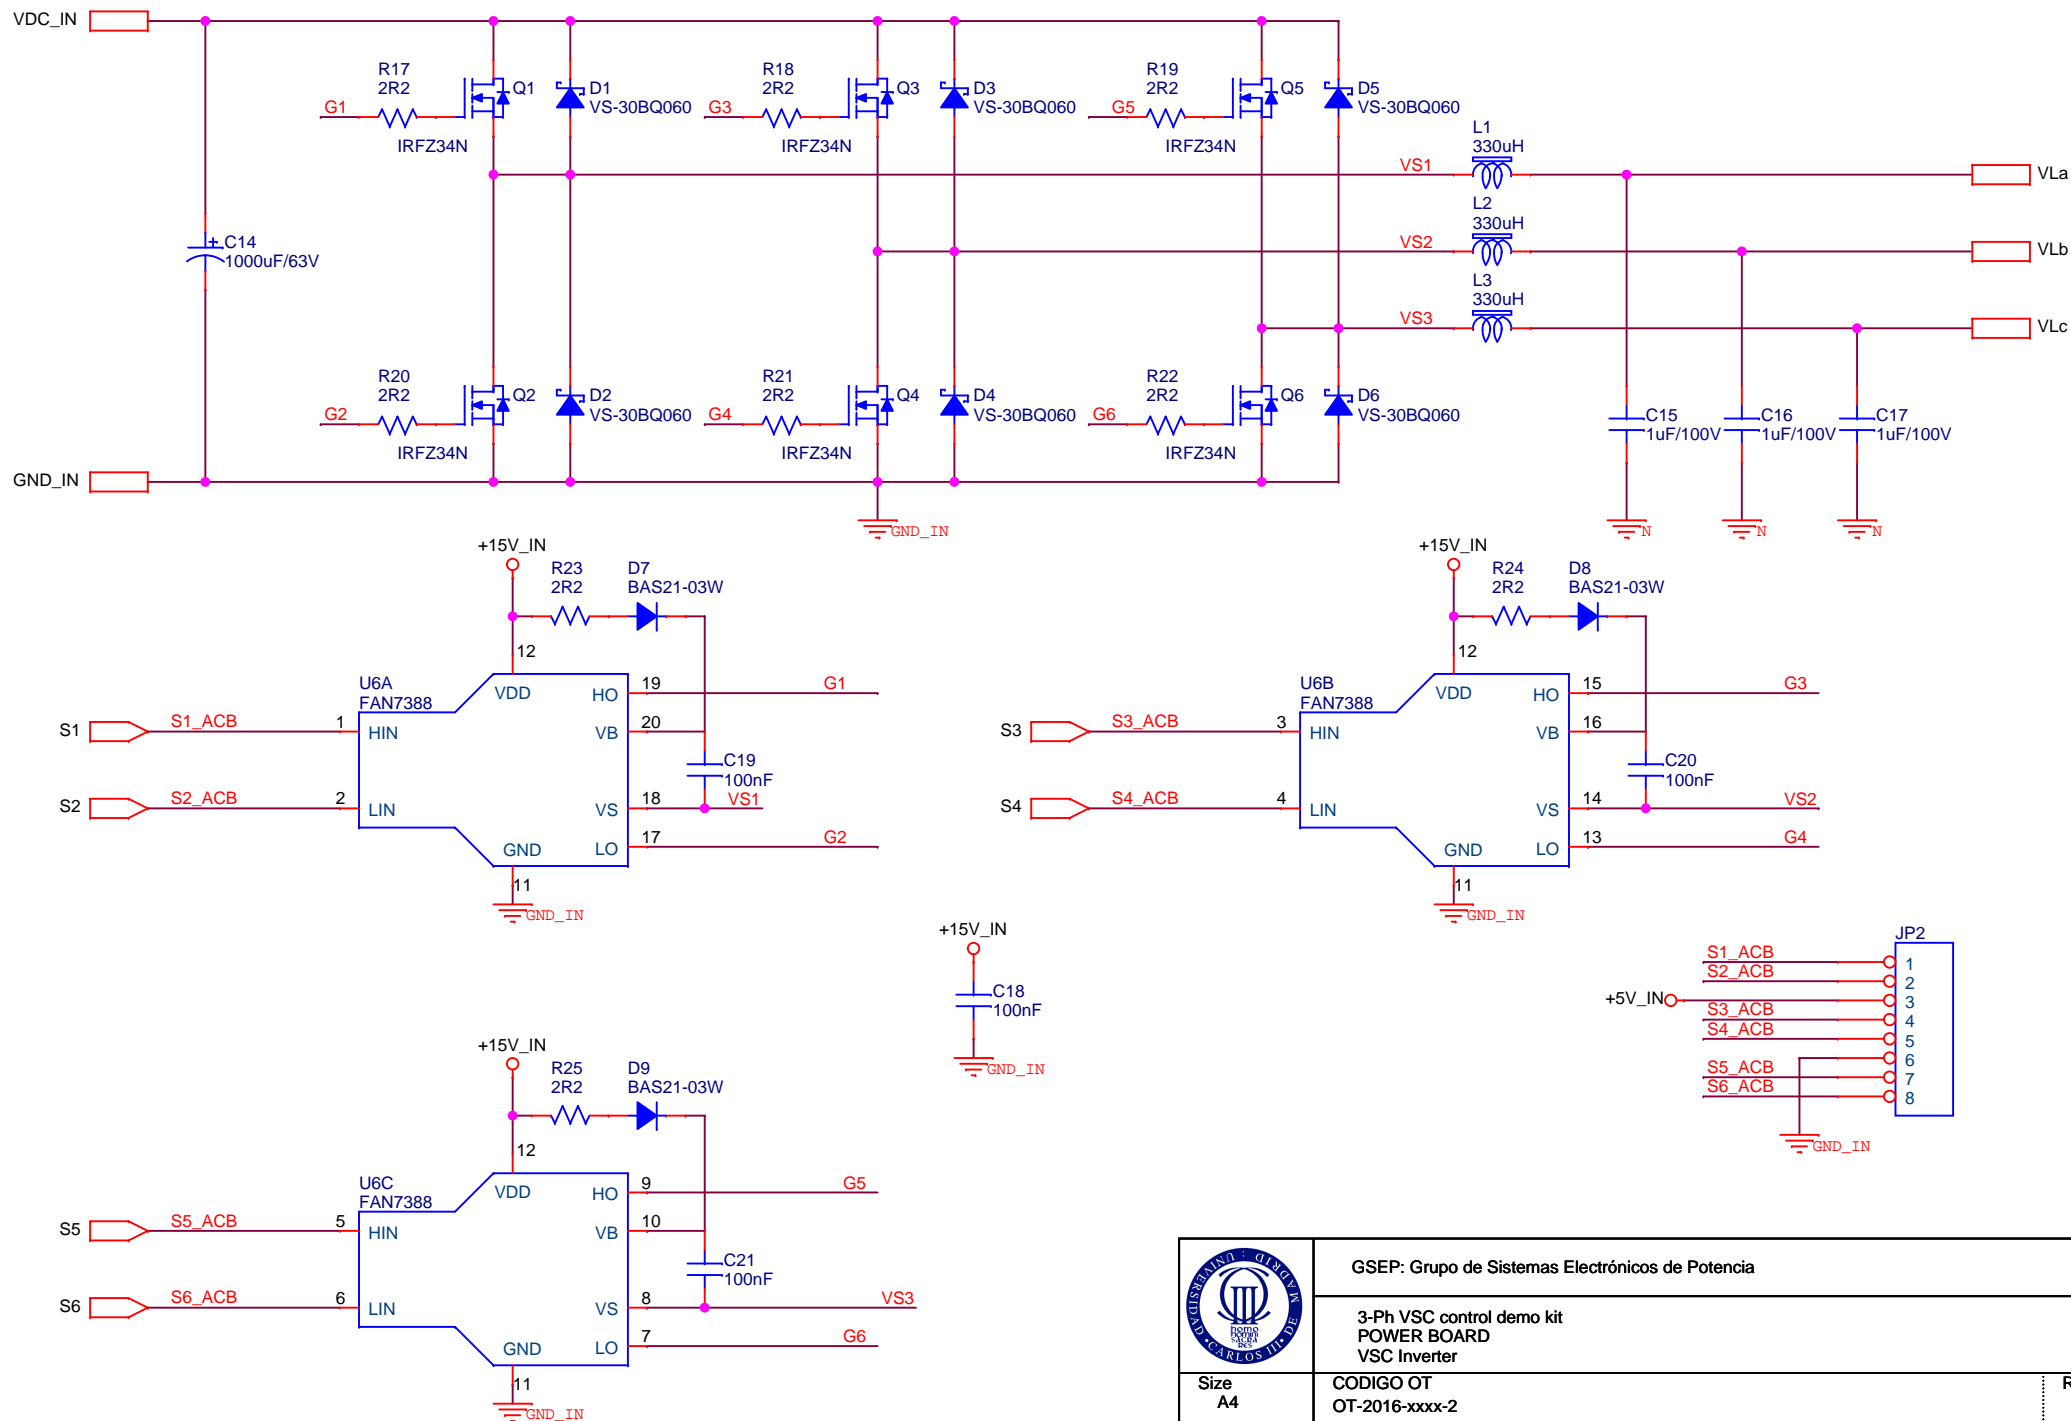 VDC_IN
R17
2R2
G1
Q1
IRFZ34N
D1
VS-30BQ060
R18
2R2
G3
Q3
IRFZ34N
D3
VS-30BQ060
R19
2R2
G5
Q5
IRFZ34N
D5
VS-30BQ060
L1
330uH
VS1
VLa
L2
330uH
VS2
VLb
L3
330uH
VS3
VLc
C14
1000uF/63V
R20
2R2
G2
Q2
IRFZ34N
D2
VS-30BQ060
R21
2R2
G4
Q4
IRFZ34N
D4
VS-30BQ060
R22
2R2
G6
Q6
IRFZ34N
D6
VS-30BQ060
C15
1uF/100V
C16
1uF/100V
C17
1uF/100V
GND_IN
GND_IN
N
N
N
+15V_IN
R23
2R2
D7
BAS21-03W
12
U6A
FAN7388
VDD
HO
19
G1
S1
S1_ACB
1
HIN
VB
20
C19
100nF
S2
S2_ACB
2
LIN
VS
18
VS1
GND
LO
17
G2
11
GND_IN
+15V_IN
R24
2R2
D8
BAS21-03W
12
U6B
FAN7388
VDD
HO
15
G3
S3
S3_ACB
3
HIN
VB
16
C20
100nF
S4
S4_ACB
4
LIN
VS
14
VS2
GND
LO
13
G4
11
GND_IN
+15V_IN
C18
100nF
GND_IN
JP2
S1_ACB
1
S2_ACB
2
+5V_IN
3
S3_ACB
4
S4_ACB
5
6
S5_ACB
7
S6_ACB
8
GND_IN
+15V_IN
R25
2R2
D9
BAS21-03W
12
U6C
FAN7388
VDD
HO
9
G5
S5
S5_ACB
5
HIN
VB
10
C21
100nF
S6
S6_ACB
6
LIN
VS
8
VS3
GND
LO
7
G6
11
GND_IN
UNIVERSIDAD · CARLOS III · DE MADRID
homo
homini
sacra
res
GSEP: Grupo de Sistemas Electrónicos de Potencia
3-Ph VSC control demo kit
POWER BOARD
VSC Inverter
Size
A4
CODIGO OT
OT-2016-xxxx-2
R